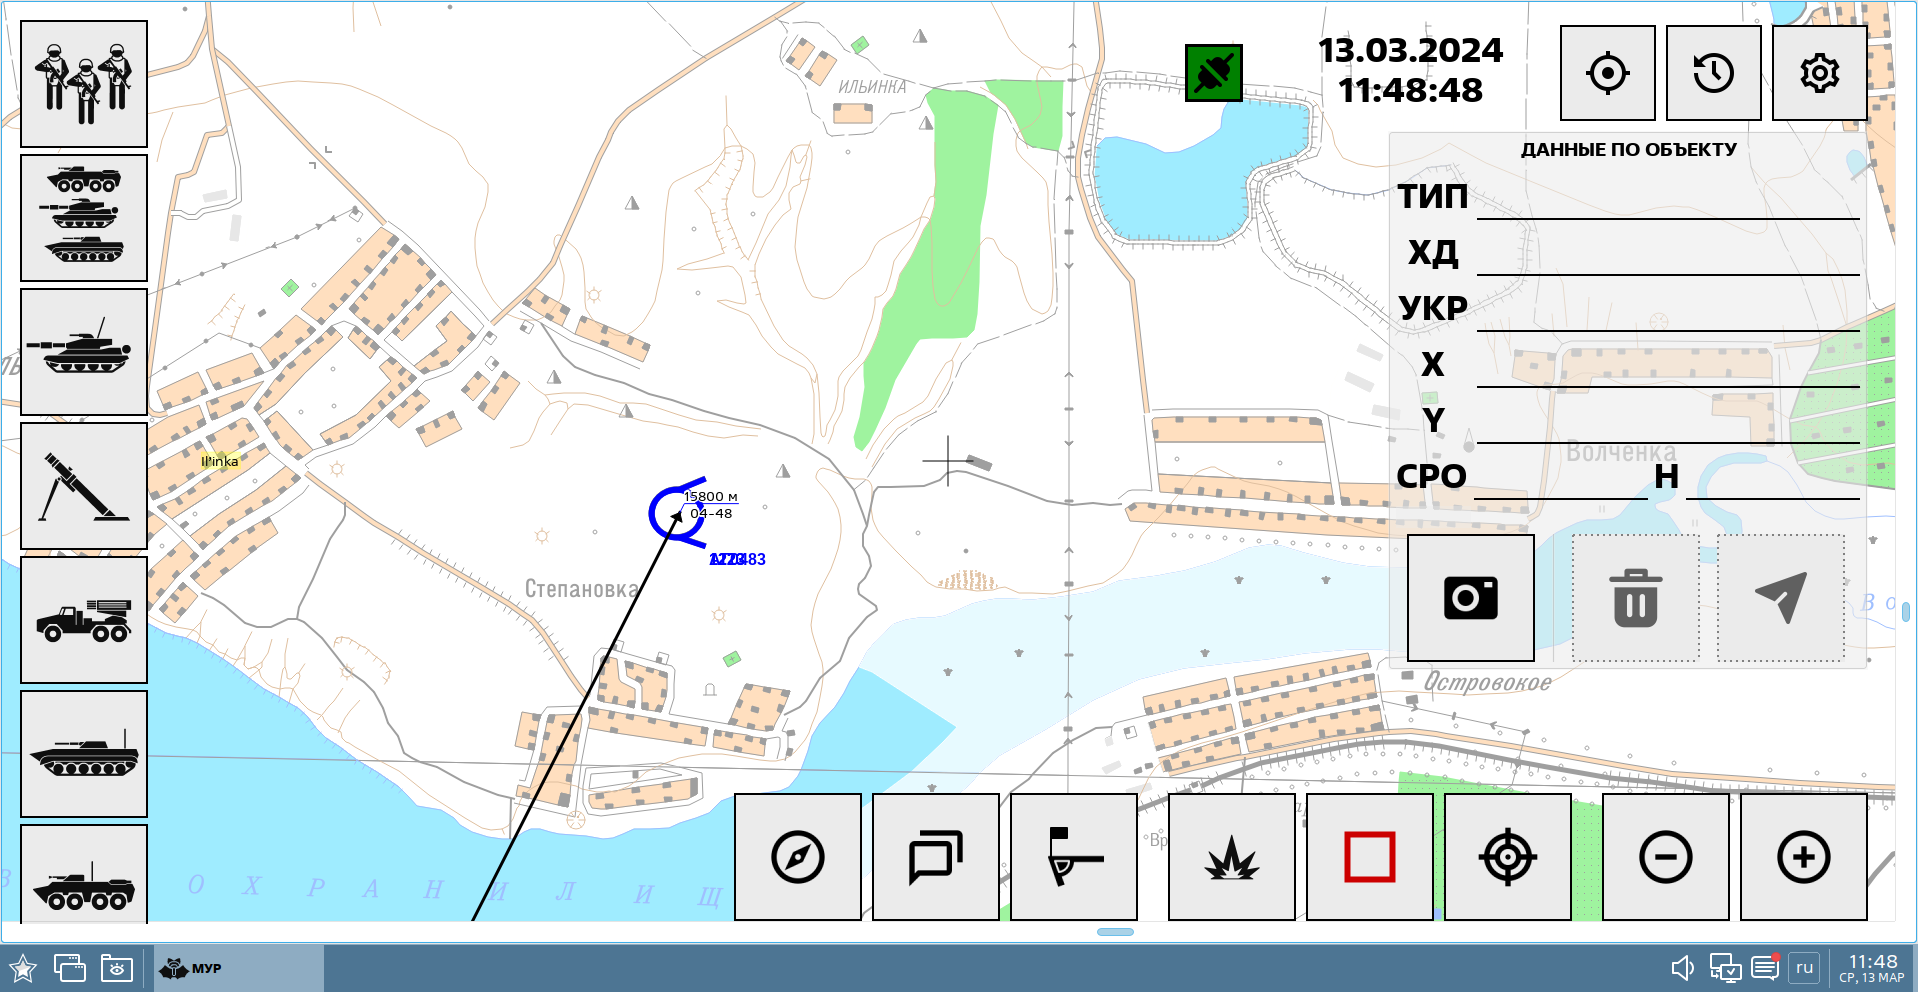 13.03.2024
11:48:48
ИЛЬИНКА
ДАННЫЕ ПО ОБЪЕКТУ
ТИП
ХД
УКР
X
Y
СРО
H
Волченка
Il'inka
15800 м
04-48
Степановка
Островокое
В О Х Р А Н И Л И Щ
В о
Вр
МУР
ru
11:48
СР, 13 МАР